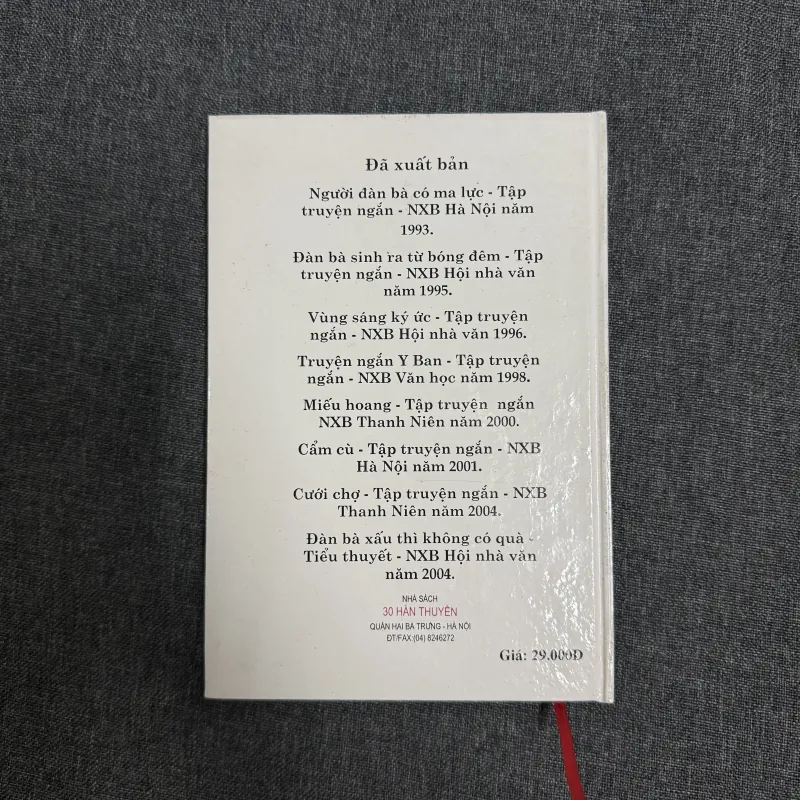 Đã xuất bản
Người đàn bà có ma lực - Tập
truyện ngắn - NXB Hà Nội năm
1993.
Đàn bà sinh ra từ bóng đêm - Tập
truyện ngắn - NXB Hội nhà văn
năm 1995.
Vùng sáng ký ức - Tập truyện
ngắn - NXB Hội nhà văn 1996.
Truyện ngắn Y Ban - Tập truyện
ngắn - NXB Văn học năm 1998.
Miếu hoang - Tập truyện ngắn
NXB Thanh Niên năm 2000.
Cẩm cù - Tập truyện ngắn - NXB
Hà Nội năm 2001.
Cưới chợ - Tập truyện ngắn - NXB
Thanh Niên năm 2004.
Đàn bà xấu thì không có quà -
Tiểu thuyết - NXB Hội nhà văn
năm 2004.
NHÀ SÁCH
30 HÀN THUYÊN
QUẬN HAI BÀ TRƯNG - HÀ NỘI
ĐT/FAX:(04) 8246272
Giá: 29.000Đ